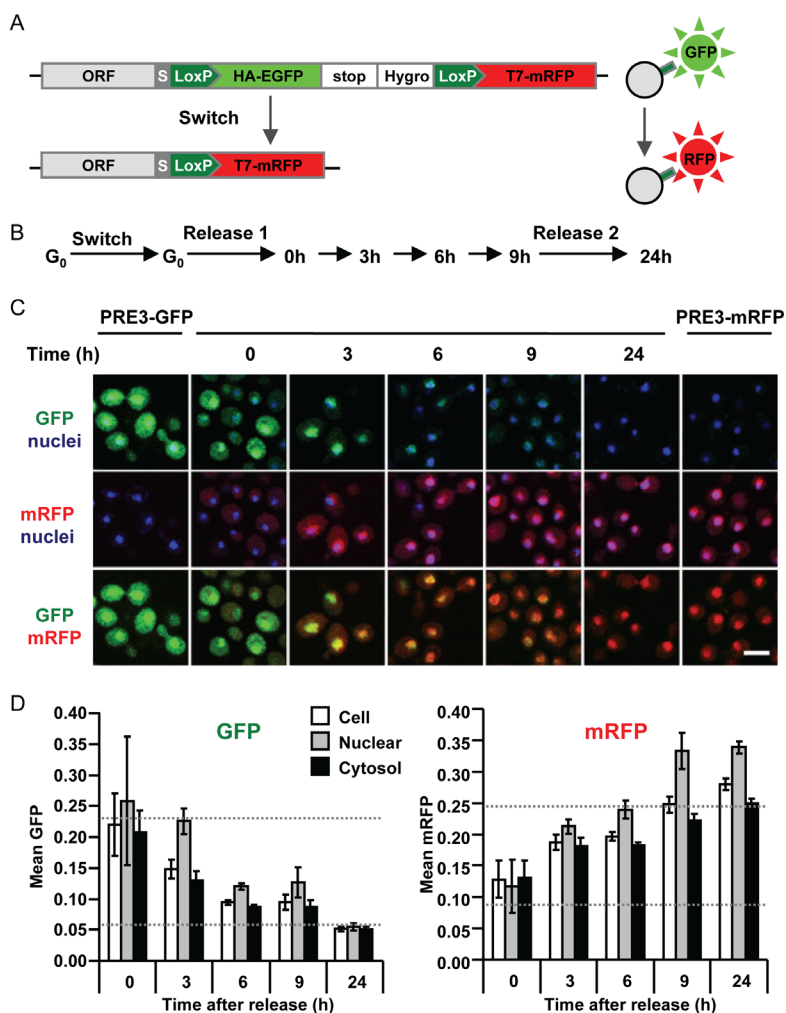 A
ORF S LoxP HA-EGFP stop Hygro LoxP T7-mRFP
GFP
Switch
ORF S LoxP T7-mRFP
RFP
B
G0 Switch G0 Release 1 0h 3h 6h 9h Release 2 24h
C
PRE3-GFP PRE3-mRFP
Time (h) 0 3 6 9 24
GFP
nuclei
mRFP
nuclei
GFP
mRFP
D
GFP
Cell
Nuclear
Cytosol
Mean GFP
0.40
0.35
0.30
0.25
0.20
0.15
0.10
0.05
0.00
0 3 6 9 24
Time after release (h)
mRFP
Mean mRFP
0.40
0.35
0.30
0.25
0.20
0.15
0.10
0.05
0.00
0 3 6 9 24
Time after release (h)